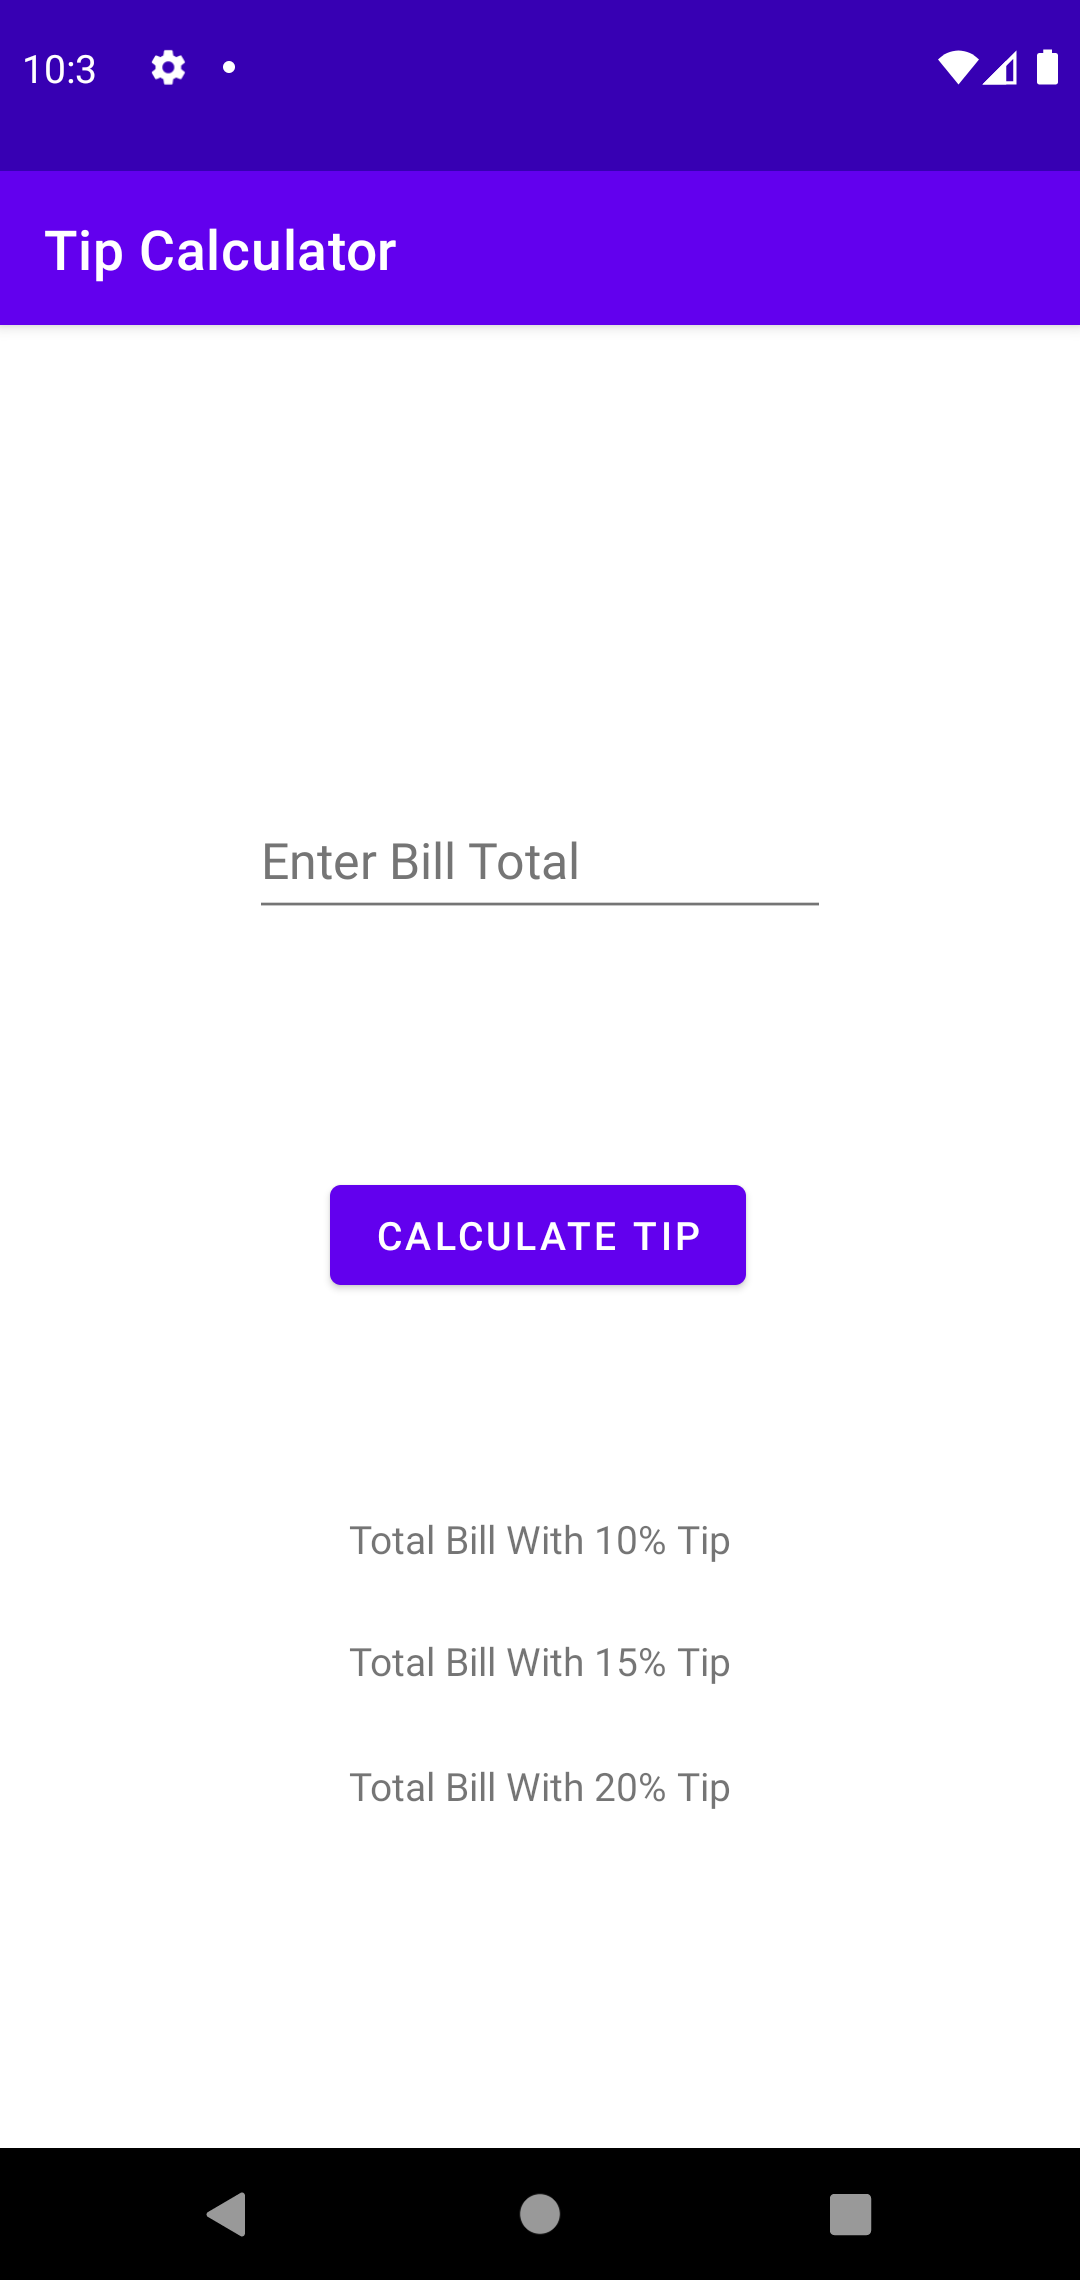 10:3
Tip Calculator
Enter Bill Total
CALCULATE TIP
Total Bill With 10% Tip
Total Bill With 15% Tip
Total Bill With 20% Tip